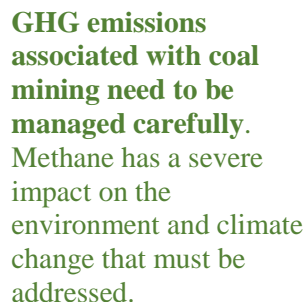 GHG emissions
associated with coal
mining need to be
managed carefully.
Methane has a severe
impact on the
environment and climate
change that must be
addressed.